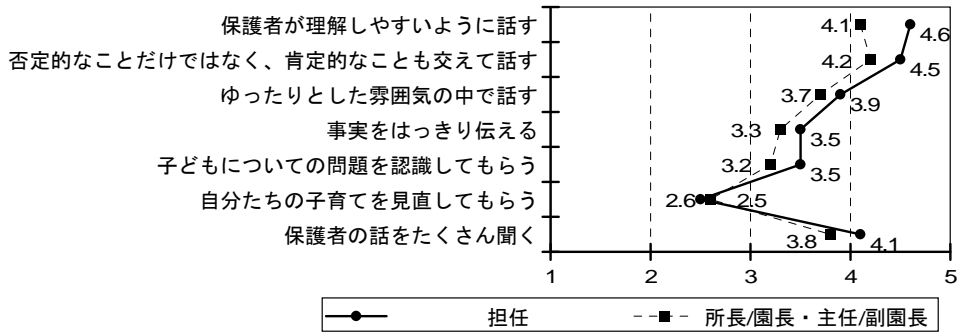 保護者が理解しやすいように話す 4.1 4.6
否定的なことだけではなく、肯定的なことも交えて話す 4.2 4.5
ゆったりとした雰囲気の中で話す 3.7 3.9
事実をはっきり伝える 3.3 3.5
子どもについての問題を認識してもらう 3.2 3.5
自分たちの子育てを見直してもらう 2.6 2.5
保護者の話をたくさん聞く 3.8 4.1
1 2 3 4 5
担任 所長/園長・主任/副園長